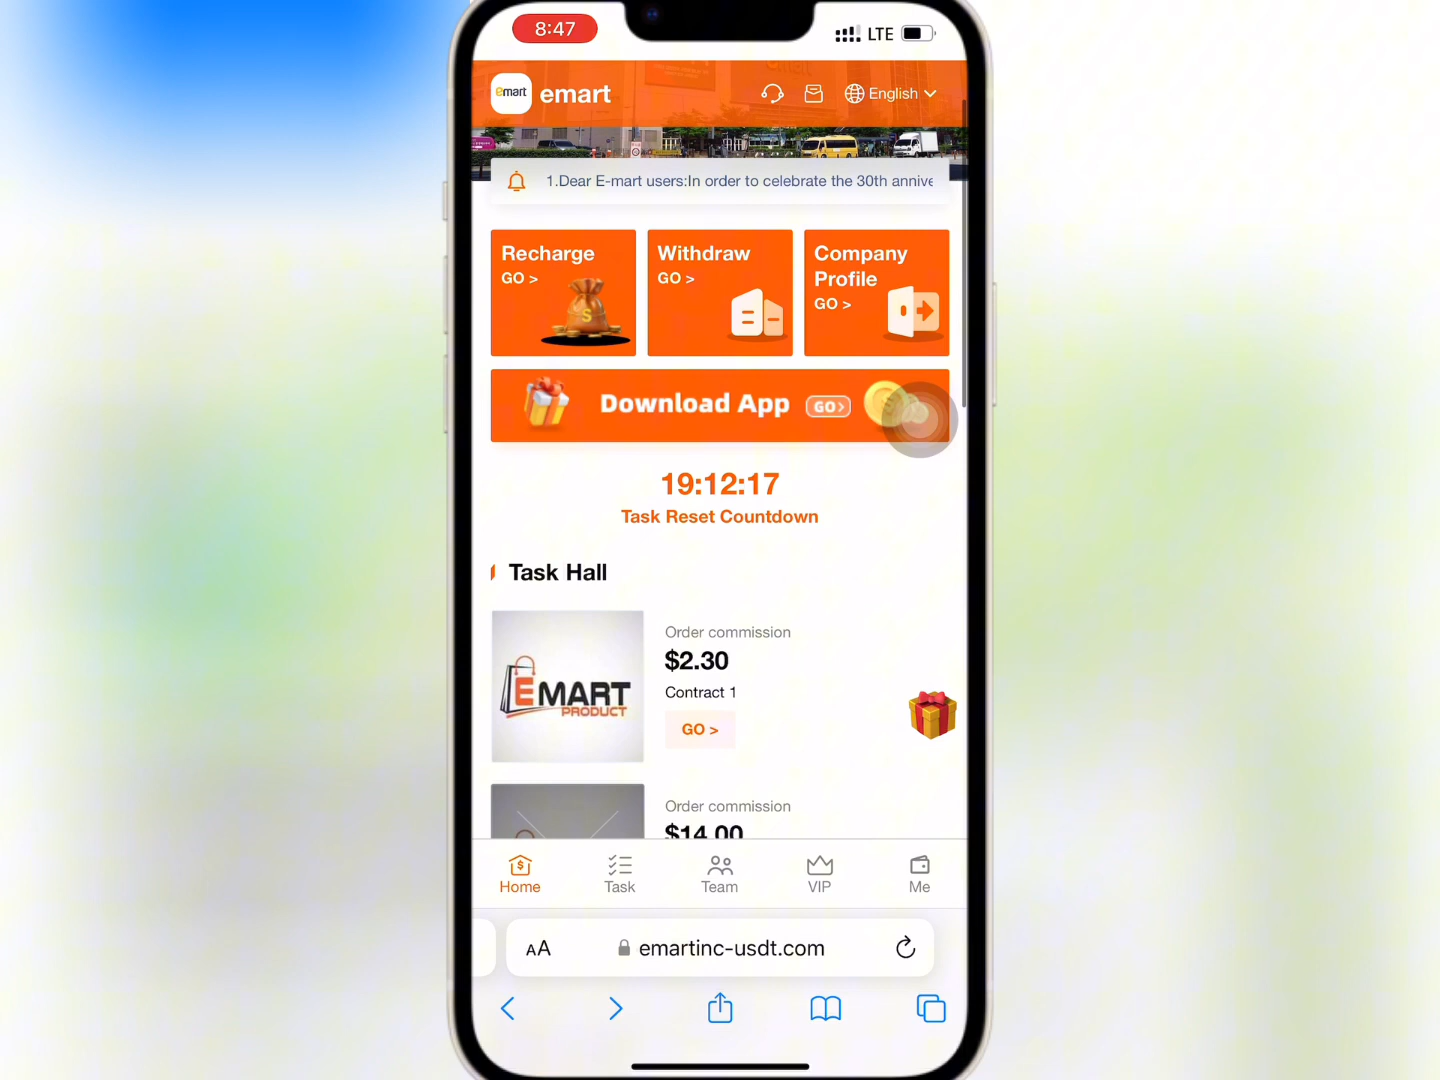 8:47
LTE
emart
emart
English
1.Dear E-mart users:In order to celebrate the 30th annive
Recharge
GO >
Withdraw
GO >
Company
Profile
GO >
Download App
GO>
19:12:17
Task Reset Countdown
Task Hall
EMART
PRODUCT
Order commission
$2.30
Contract 1
GO >
Order commission
$14.00
Home
Task
Team
VIP
Me
AA
emartinc-usdt.com